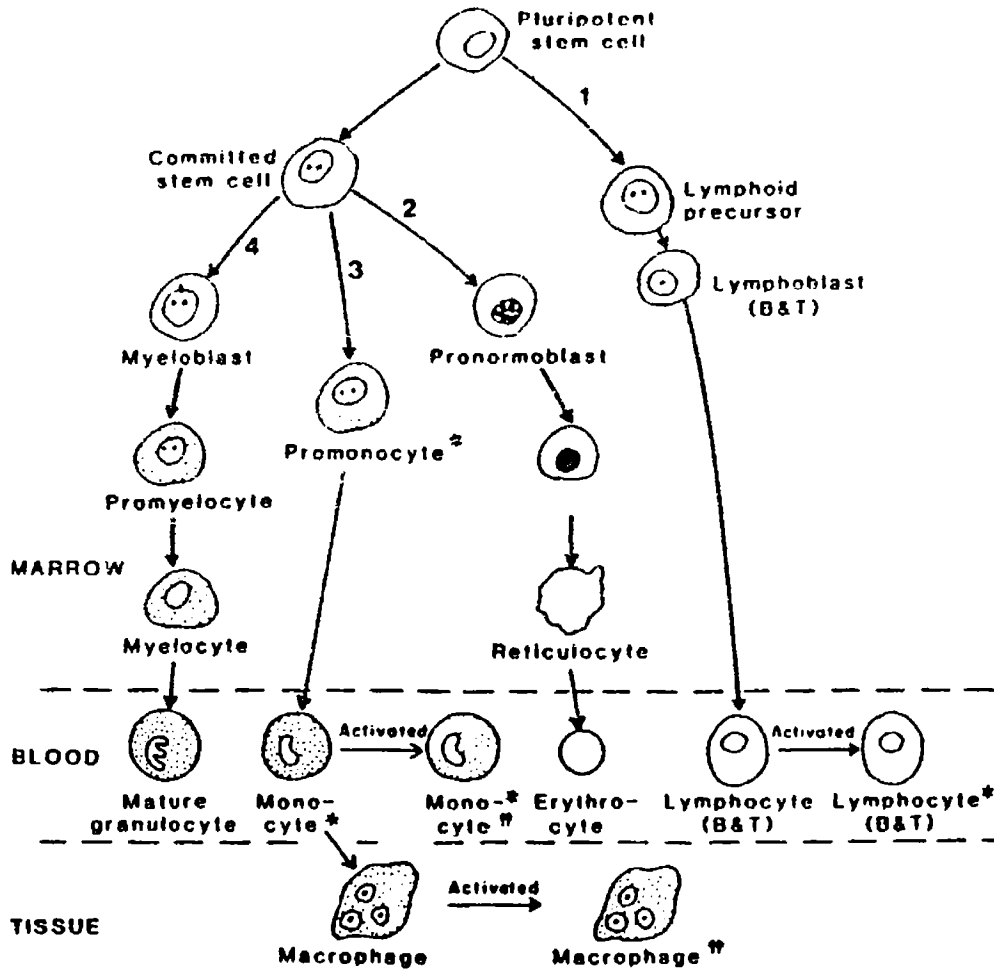 Pluripotent
stem cell
1
Committed
stem cell
Lymphoid
precursor
2
4
3
Lymphoblast
(B&T)
Myeloblast
Pronormoblast
Promonocyte*
Promyelocyte
MARROW
Myelocyte
Reticulocyte
Activated
Activated
BLOOD
Mature
granulocyte
Mono-
cyte*
Mono-*
cyte††
Erythro-
cyte
Lymphocyte
(B&T)
Lymphocyte*
(B&T)
Activated
TISSUE
Macrophage
Macrophage††